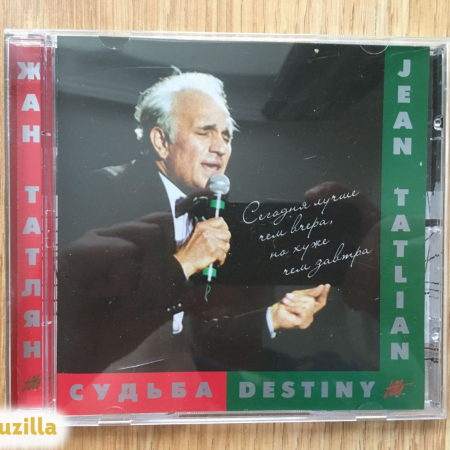 ЖАН ТАТЛЯН
JEAN TATLIAN
Сегодня лучше
чем вчера,
но хуже
чем завтра
СУДЬБА DESTINY
uzilla